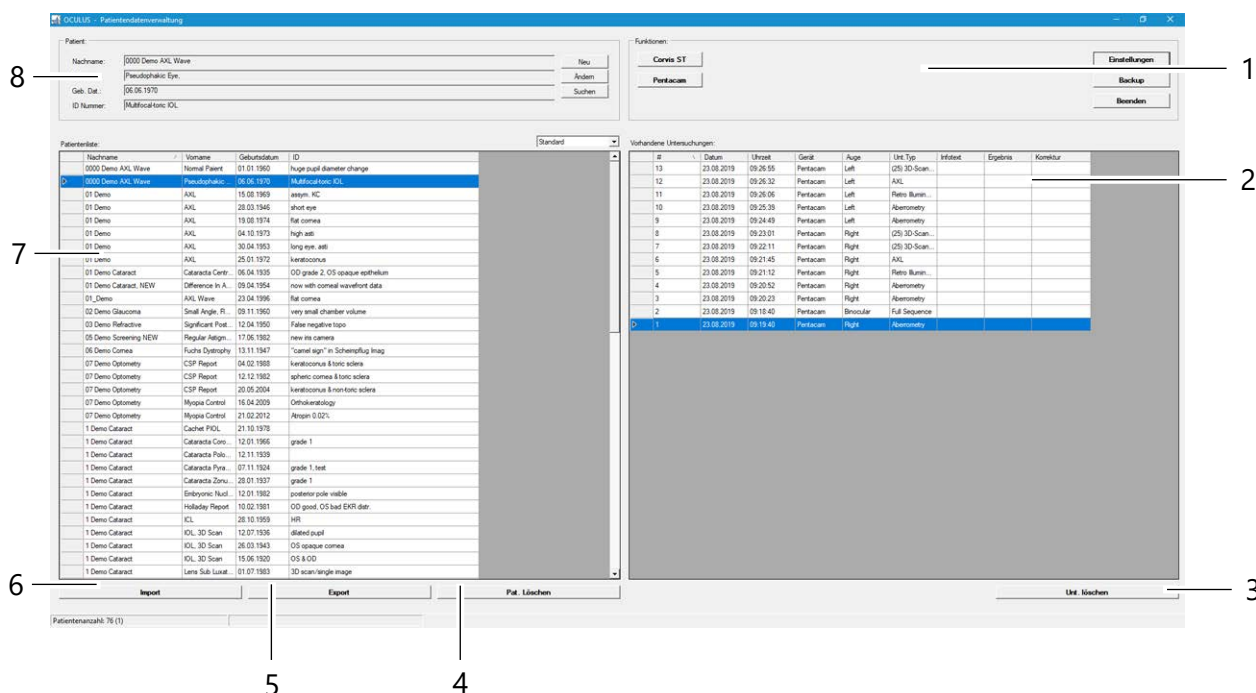 OCULUS - Patientendatenverwaltung
Patient:
Nachname: 0000 Demo AXL Wave Neu
Pseudophakic Eye, Ändern
Geb. Dat.: 06.06.1970 Suchen
ID Nummer: Multifocal-toric IOL
Funktionen:
Corvis ST Einstellungen
Pentacam Backup
Beenden
1
2
3
4
5
6
7
8
Patientenliste: Standard
Nachname Vorname Geburtsdatum ID
0000 Demo AXL Wave Normal Paient 01.01.1960 huge pupil diameter change
0000 Demo AXL Wave Pseudophakic ... 06.06.1970 Multifocal-toric IOL
01 Demo AXL 15.08.1969 assym. KC
01 Demo AXL 28.03.1946 short eye
01 Demo AXL 19.08.1974 flat cornea
01 Demo AXL 04.10.1973 high asti
01 Demo AXL 30.04.1953 long eye, asti
01 Demo AXL 25.01.1972 keratoconus
01 Demo Cataract Cataracta Centr... 06.04.1935 OD grade 2, OS opaque epithelium
01 Demo Cataract, NEW Difference In A... 09.04.1954 now with corneal wavefront data
01_Demo AXL Wave 23.04.1996 flat cornea
02 Demo Glaucoma Small Angle, R... 09.11.1960 very small chamber volume
03 Demo Refractive Significant Post... 12.04.1950 False negative topo
05 Demo Screening NEW Regular Astigm... 17.06.1982 new iris camera
06 Demo Cornea Fuchs Dystrophy 13.11.1947 "camel sign" in Scheimpflug Imag
07 Demo Optometry CSP Report 04.02.1988 keratoconus & toric sclera
07 Demo Optometry CSP Report 12.12.1982 spheric cornea & toric sclera
07 Demo Optometry CSP Report 20.05.2004 keratoconus & non-toric sclera
07 Demo Optometry Myopia Control 16.04.2009 Orthokeratology
07 Demo Optometry Myopia Control 21.02.2012 Atropin 0.02%
1 Demo Cataract Cachet PIOL 21.10.1978
1 Demo Cataract Cataracta Coro... 12.01.1966 grade 1
1 Demo Cataract Cataracta Polo... 12.11.1939
1 Demo Cataract Cataracta Pyra... 07.11.1924 grade 1, test
1 Demo Cataract Cataracta Zonu... 28.01.1937 grade 1
1 Demo Cataract Embryonic Nucl... 12.01.1982 posterior pole visible
1 Demo Cataract Holladay Report 10.02.1981 OD good, OS bad EKR distr.
1 Demo Cataract ICL 28.10.1959 HR
1 Demo Cataract IOL, 3D Scan 12.07.1936 dilated pupil
1 Demo Cataract IOL, 3D Scan 26.03.1943 OS opaque cornea
1 Demo Cataract IOL, 3D Scan 15.06.1920 OS & OD
1 Demo Cataract Lens Sub Luxat... 01.07.1983 3D scan/single image
Vorhandene Untersuchungen:
# Datum Uhrzeit Gerät Auge Unt.Typ Infotext Ergebnis Korrektur
13 23.08.2019 09:26:55 Pentacam Left (25) 3D-Scan...
12 23.08.2019 09:26:32 Pentacam Left AXL
11 23.08.2019 09:26:06 Pentacam Left Retro Illumin...
10 23.08.2019 09:25:39 Pentacam Left Aberrometry
9 23.08.2019 09:24:49 Pentacam Left Aberrometry
8 23.08.2019 09:23:01 Pentacam Right (25) 3D-Scan...
7 23.08.2019 09:22:11 Pentacam Right (25) 3D-Scan...
6 23.08.2019 09:21:45 Pentacam Right AXL
5 23.08.2019 09:21:12 Pentacam Right Retro Illumin...
4 23.08.2019 09:20:52 Pentacam Right Aberrometry
3 23.08.2019 09:20:23 Pentacam Right Aberrometry
2 23.08.2019 09:18:40 Pentacam Binocular Full Sequence
1 23.08.2019 09:19:40 Pentacam Right Aberrometry
Import Export Pat. Löschen Unt. löschen
Patientenanzahl: 76 (1)